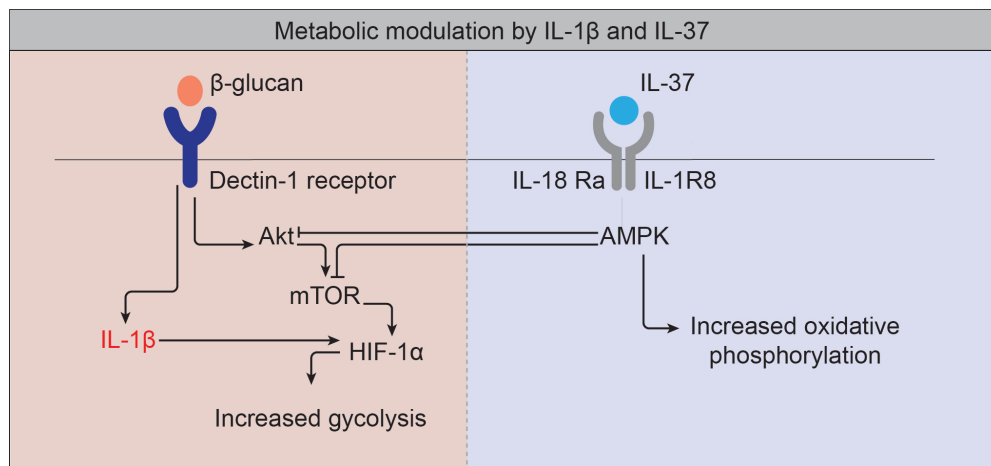 Metabolic modulation by IL-1β and IL-37
β-glucan
IL-37
Dectin-1 receptor
IL-18 Ra
IL-1R8
Akt
AMPK
mTOR
IL-1β
HIF-1α
Increased oxidative
phosphorylation
Increased gycolysis